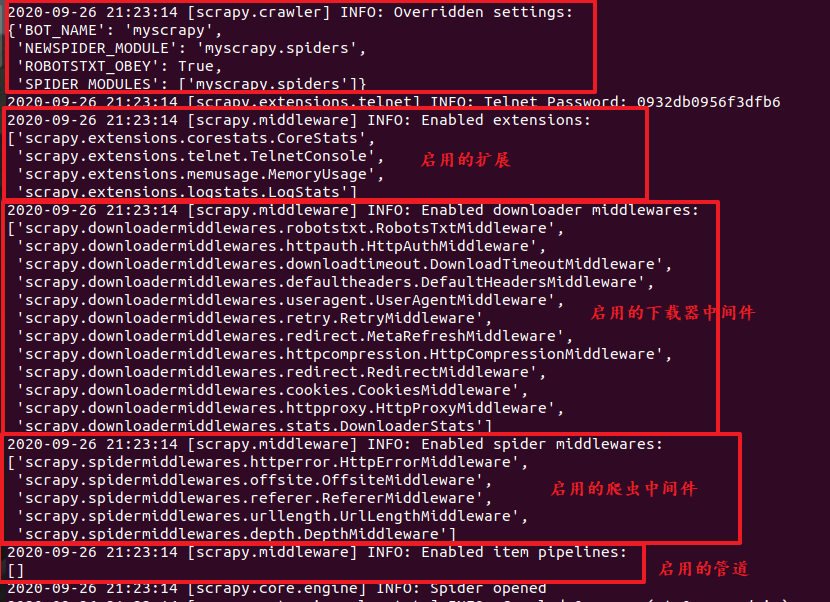 2020-09-26 21:23:14 [scrapy.crawler] INFO: Overridden settings:
{'BOT_NAME': 'myscrapy',
 'NEWSPIDER_MODULE': 'myscrapy.spiders',
 'ROBOTSTXT_OBEY': True,
 'SPIDER_MODULES': ['myscrapy.spiders']}
2020-09-26 21:23:14 [scrapy.extensions.telnet] INFO: Telnet Password: 0932db0956f3dfb6
2020-09-26 21:23:14 [scrapy.middleware] INFO: Enabled extensions:
['scrapy.extensions.corestats.CoreStats',
 'scrapy.extensions.telnet.TelnetConsole',
启用的扩展
 'scrapy.extensions.memusage.MemoryUsage',
 'scrapy.extensions.logstats.LogStats']
2020-09-26 21:23:14 [scrapy.middleware] INFO: Enabled downloader middlewares:
['scrapy.downloadermiddlewares.robotstxt.RobotsTxtMiddleware',
 'scrapy.downloadermiddlewares.httpauth.HttpAuthMiddleware',
 'scrapy.downloadermiddlewares.downloadtimeout.DownloadTimeoutMiddleware',
 'scrapy.downloadermiddlewares.defaultheaders.DefaultHeadersMiddleware',
 'scrapy.downloadermiddlewares.useragent.UserAgentMiddleware',
启用的下载器中间件
 'scrapy.downloadermiddlewares.retry.RetryMiddleware',
 'scrapy.downloadermiddlewares.redirect.MetaRefreshMiddleware',
 'scrapy.downloadermiddlewares.httpcompression.HttpCompressionMiddleware',
 'scrapy.downloadermiddlewares.redirect.RedirectMiddleware',
 'scrapy.downloadermiddlewares.cookies.CookiesMiddleware',
 'scrapy.downloadermiddlewares.httpproxy.HttpProxyMiddleware',
 'scrapy.downloadermiddlewares.stats.DownloaderStats']
2020-09-26 21:23:14 [scrapy.middleware] INFO: Enabled spider middlewares:
['scrapy.spidermiddlewares.httperror.HttpErrorMiddleware',
 'scrapy.spidermiddlewares.offsite.OffsiteMiddleware',
启用的爬虫中间件
 'scrapy.spidermiddlewares.referer.RefererMiddleware',
 'scrapy.spidermiddlewares.urllength.UrlLengthMiddleware',
 'scrapy.spidermiddlewares.depth.DepthMiddleware']
2020-09-26 21:23:14 [scrapy.middleware] INFO: Enabled item pipelines:
[]
启用的管道
2020-09-26 21:23:14 [scrapy.core.engine] INFO: Spider opened